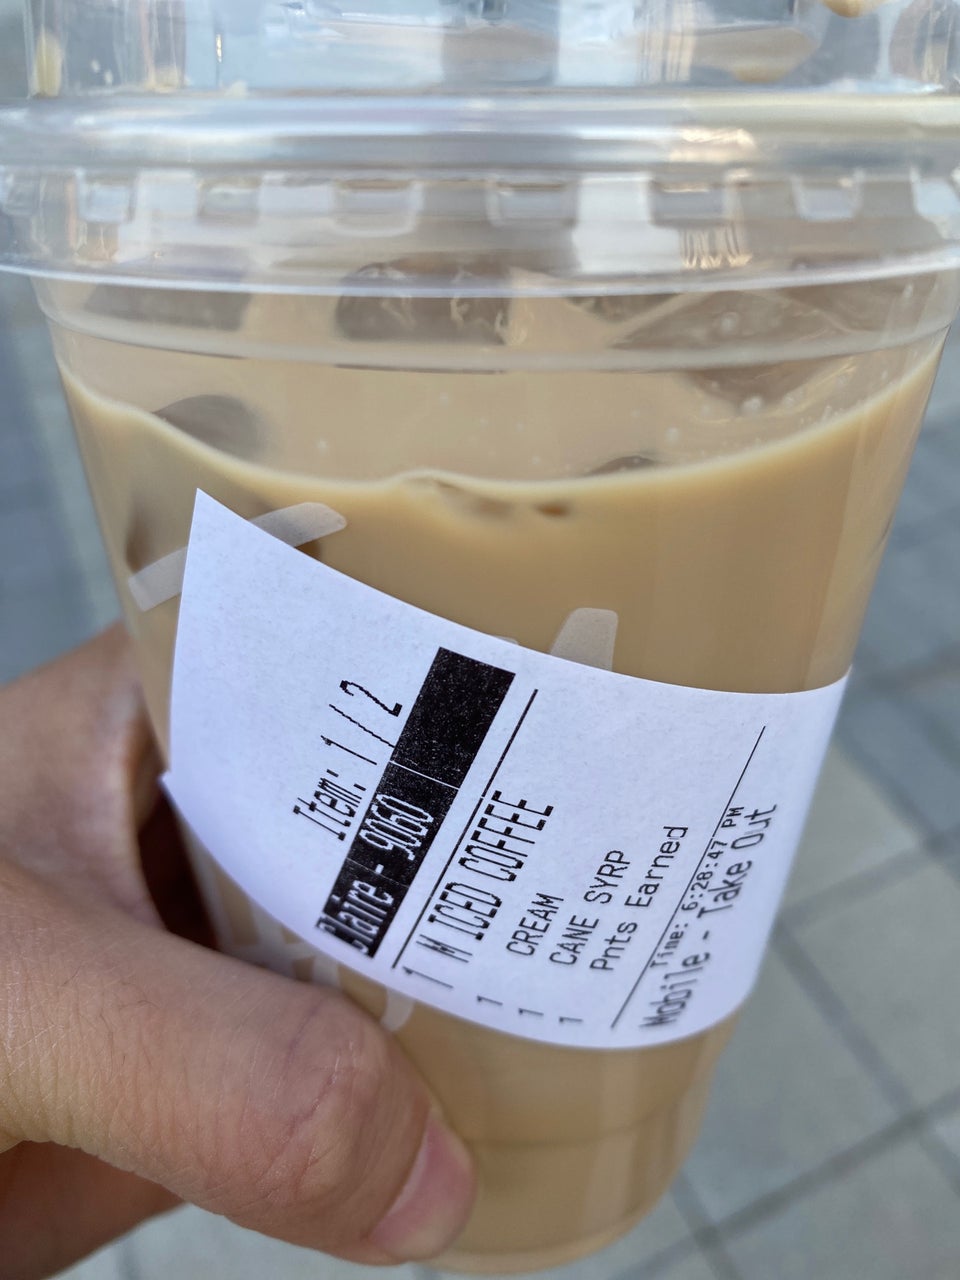 Item: 1 / 2
Claire - 9060
1 M ICED COFFEE
1 CREAM
1 CANE SYRP
1 Pnts Earned
Time: 6:28:47 PM
Mobile - Take Out